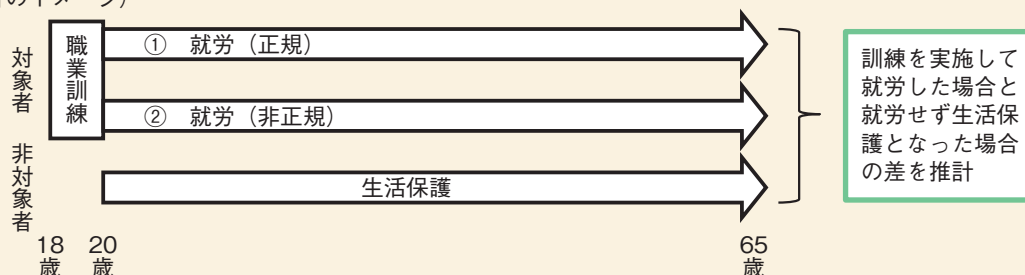 のイメージ）
対象者
職業訓練
① 就労（正規）
② 就労（非正規）
非対象者
生活保護
18歳
20歳
65歳
訓練を実施して
就労した場合と
就労せず生活保
護となった場合
の差を推計